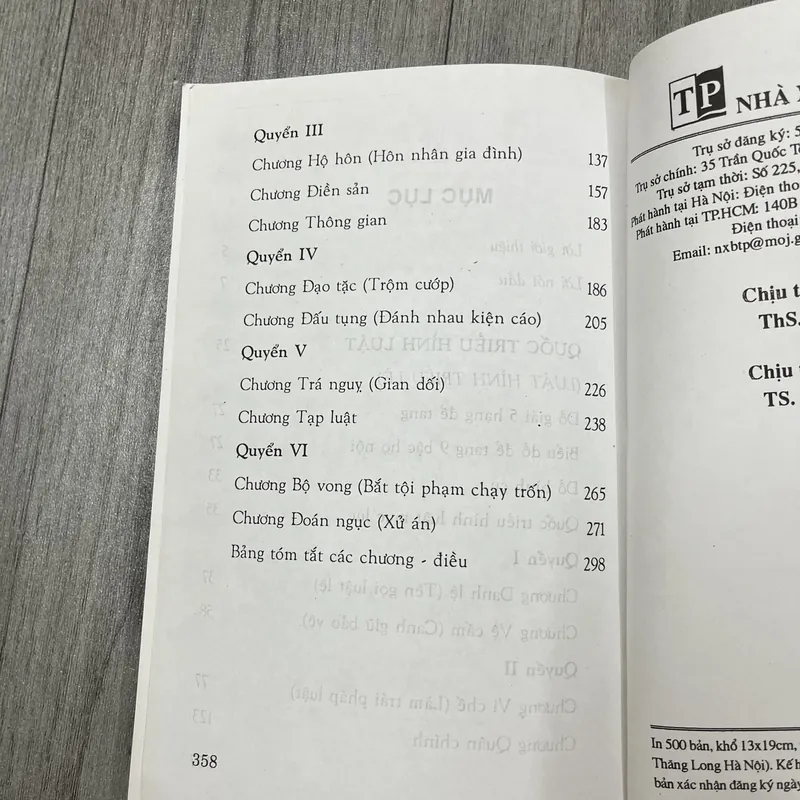 Quyển III
Chương Hộ hôn (Hôn nhân gia đình) 137
Chương Điền sản 157
Chương Thông gian 183
Quyển IV
Chương Đạo tặc (Trộm cướp) 186
Chương Đấu tụng (Đánh nhau kiện cáo) 205
Quyển V
Chương Trá nguỵ (Gian dối) 226
Chương Tạp luật 238
Quyển VI
Chương Bộ vong (Bắt tội phạm chạy trốn) 265
Chương Đoán ngục (Xử án) 271
Bảng tóm tắt các chương - điều 298
358
TP NHÀ
Trụ sở đăng ký: 5
Trụ sở chính: 35 Trần Quốc
Trụ sở tạm thời: Số 225,
Phát hành tại Hà Nội: Điện
Phát hành tại TP.HCM: 140B
Điện thoại
Email: nxbtp@moj.g
Chịu
ThS.
Chịu
TS.
In 500 bản, khổ 13x19cm,
Thăng Long Hà Nội). Kế
bản xác nhận đăng ký ngày